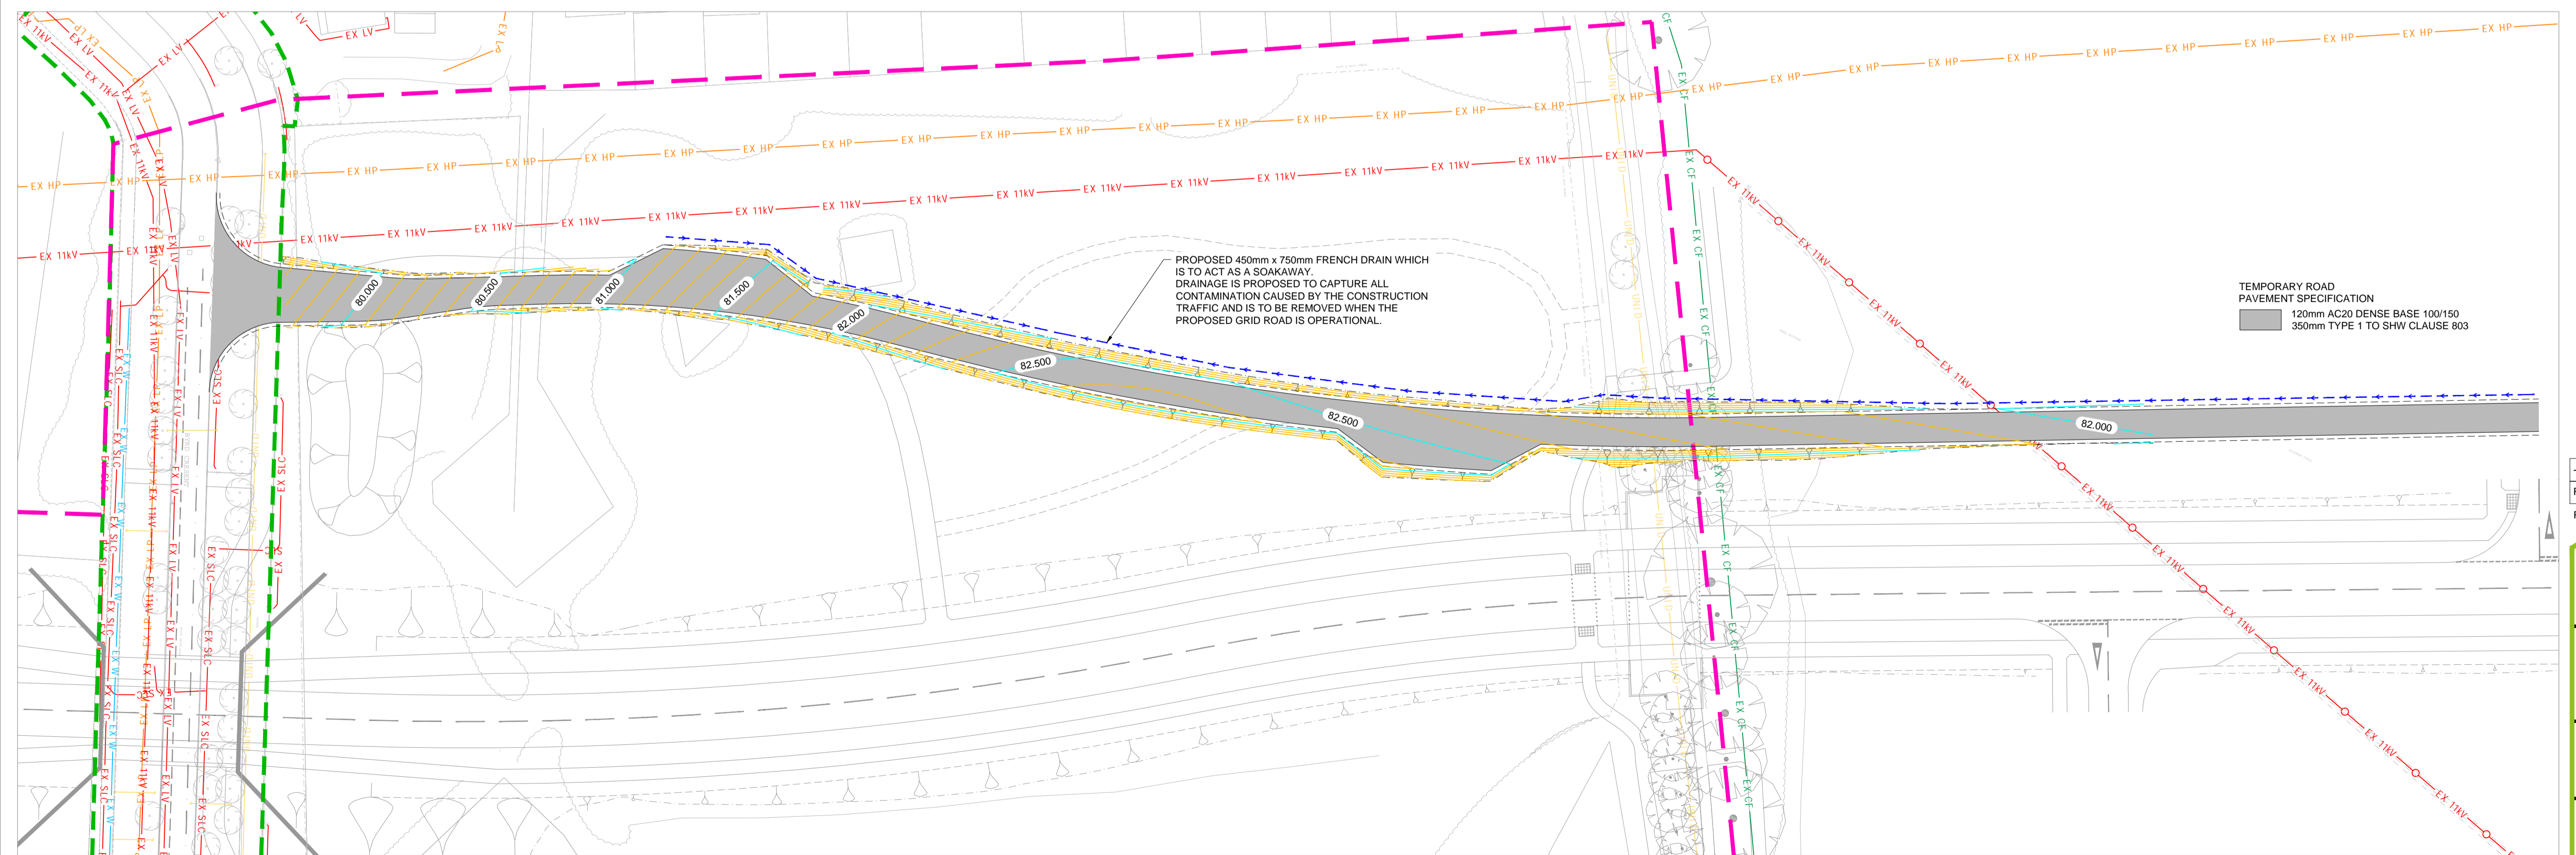 EX HP
EX 11kV
EX LV
EX LP
EX SLC
EX W
EX CF
80.000
80.500
81.000
81.500
82.000
82.500
82.500
82.000
PROPOSED 450mm x 750mm FRENCH DRAIN WHICH
IS TO ACT AS A SOAKAWAY.
DRAINAGE IS PROPOSED TO CAPTURE ALL
CONTAMINATION CAUSED BY THE CONSTRUCTION
TRAFFIC AND IS TO BE REMOVED WHEN THE
PROPOSED GRID ROAD IS OPERATIONAL.
TEMPORARY ROAD
PAVEMENT SPECIFICATION
120mm AC20 DENSE BASE 100/150
350mm TYPE 1 TO SHW CLAUSE 803